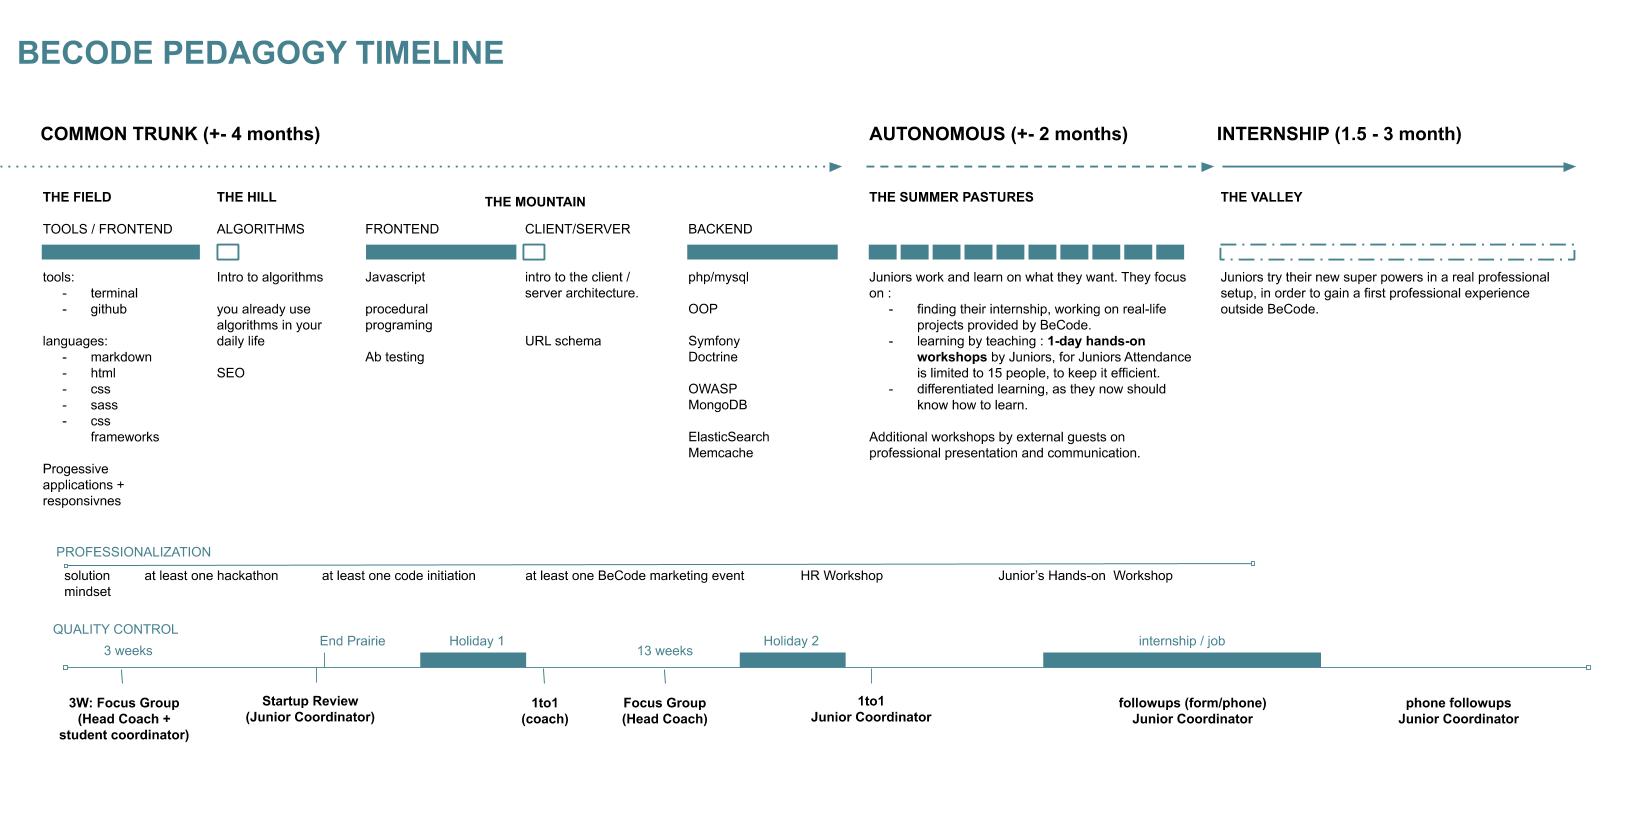 BECODE PEDAGOGY TIMELINE
COMMON TRUNK (+- 4 months)
AUTONOMOUS (+- 2 months)
INTERNSHIP (1.5 - 3 month)
THE FIELD
THE HILL
THE MOUNTAIN
THE SUMMER PASTURES
THE VALLEY
TOOLS / FRONTEND
tools:
- terminal
- github
languages:
- markdown
- html
- css
- sass
- css
frameworks
Progessive
applications +
responsivnes
ALGORITHMS
Intro to algorithms
you already use
algorithms in your
daily life
SEO
FRONTEND
Javascript
procedural
programing
Ab testing
CLIENT/SERVER
intro to the client /
server architecture.
URL schema
BACKEND
php/mysql
OOP
Symfony
Doctrine
OWASP
MongoDB
ElasticSearch
Memcache
Juniors work and learn on what they want. They focus
on :
- finding their internship, working on real-life
projects provided by BeCode.
- learning by teaching : 1-day hands-on
workshops by Juniors, for Juniors Attendance
is limited to 15 people, to keep it efficient.
- differentiated learning, as they now should
know how to learn.
Additional workshops by external guests on
professional presentation and communication.
Juniors try their new super powers in a real professional
setup, in order to gain a first professional experience
outside BeCode.
PROFESSIONALIZATION
solution
mindset
at least one hackathon
at least one code initiation
at least one BeCode marketing event
HR Workshop
Junior's Hands-on Workshop
QUALITY CONTROL
3 weeks
End Prairie
Holiday 1
13 weeks
Holiday 2
internship / job
3W: Focus Group
(Head Coach +
student coordinator)
Startup Review
(Junior Coordinator)
1to1
(coach)
Focus Group
(Head Coach)
1to1
Junior Coordinator
followups (form/phone)
Junior Coordinator
phone followups
Junior Coordinator